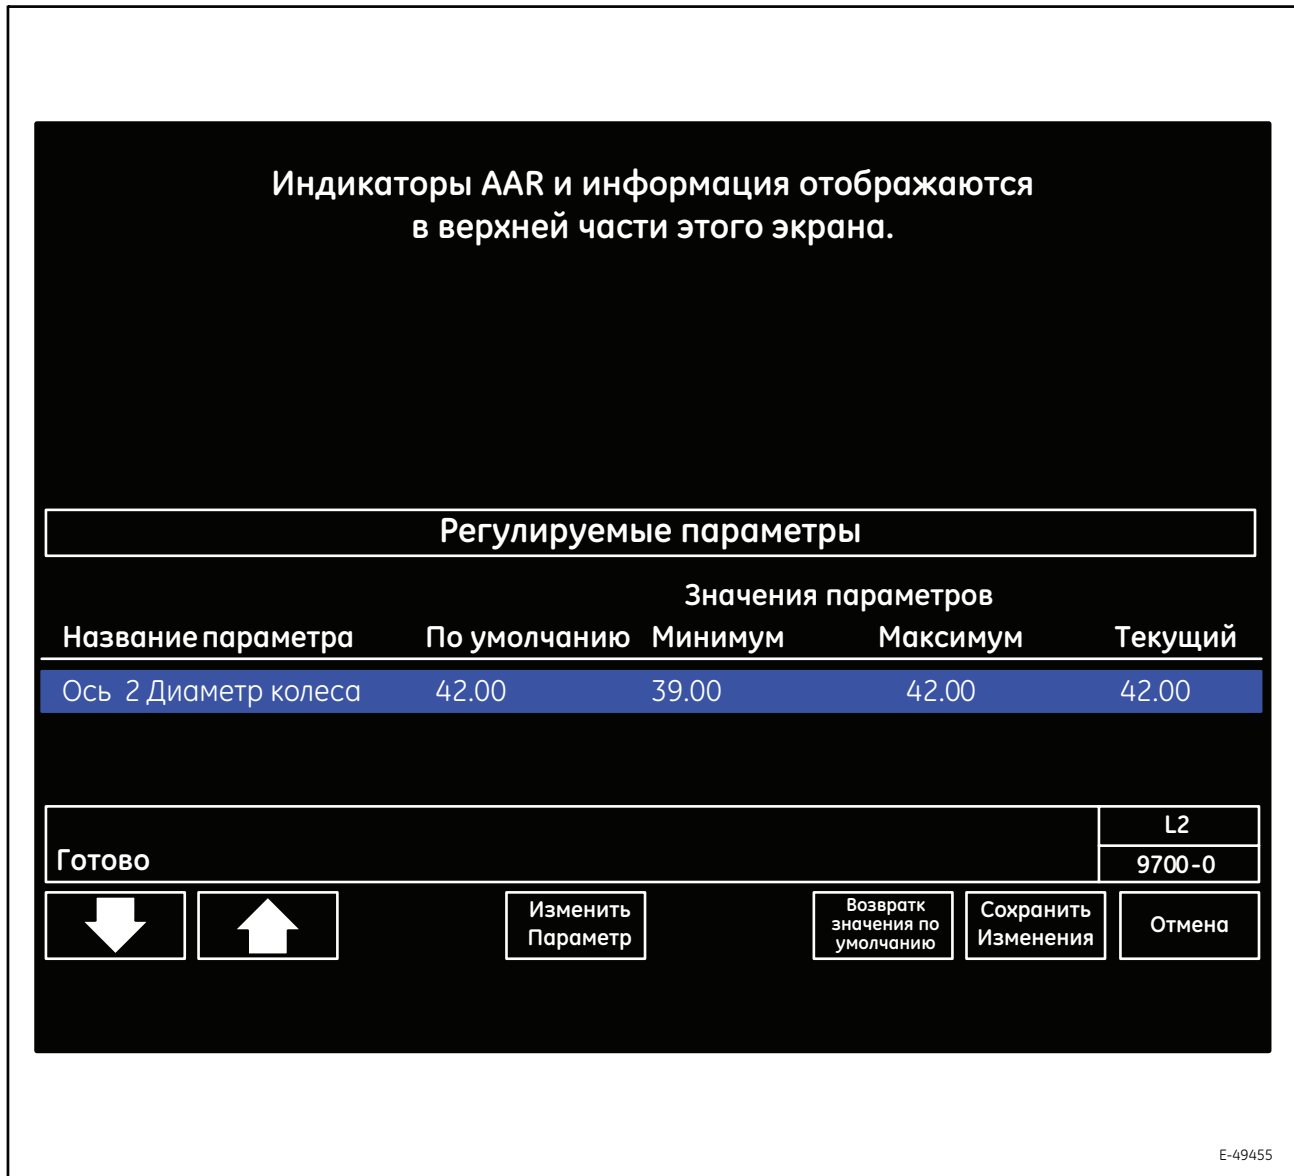 Индикаторы AAR и информация отображаются
в верхней части этого экрана.
Регулируемые параметры
Значения параметров
Название параметра По умолчанию Минимум Максимум Текущий
Ось 2 Диаметр колеса 42.00 39.00 42.00 42.00
L2
Готово
9700-0
Изменить
Параметр
Возвратк
значения по
умолчанию
Сохранить
Изменения
Отмена
E-49455